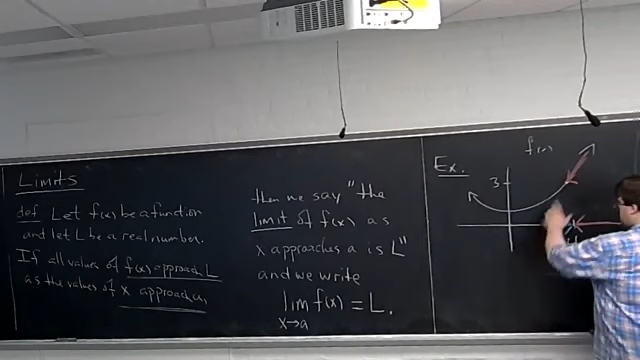 Limits
def. Let f(x) be a function
and let L be a real number.
If all values of f(x) approach L
as the values of x approach a,
then we say "the
limit of f(x) as
x approaches a is L"
and we write
lim f(x) = L.
x→a
Ex.
f(x)
3